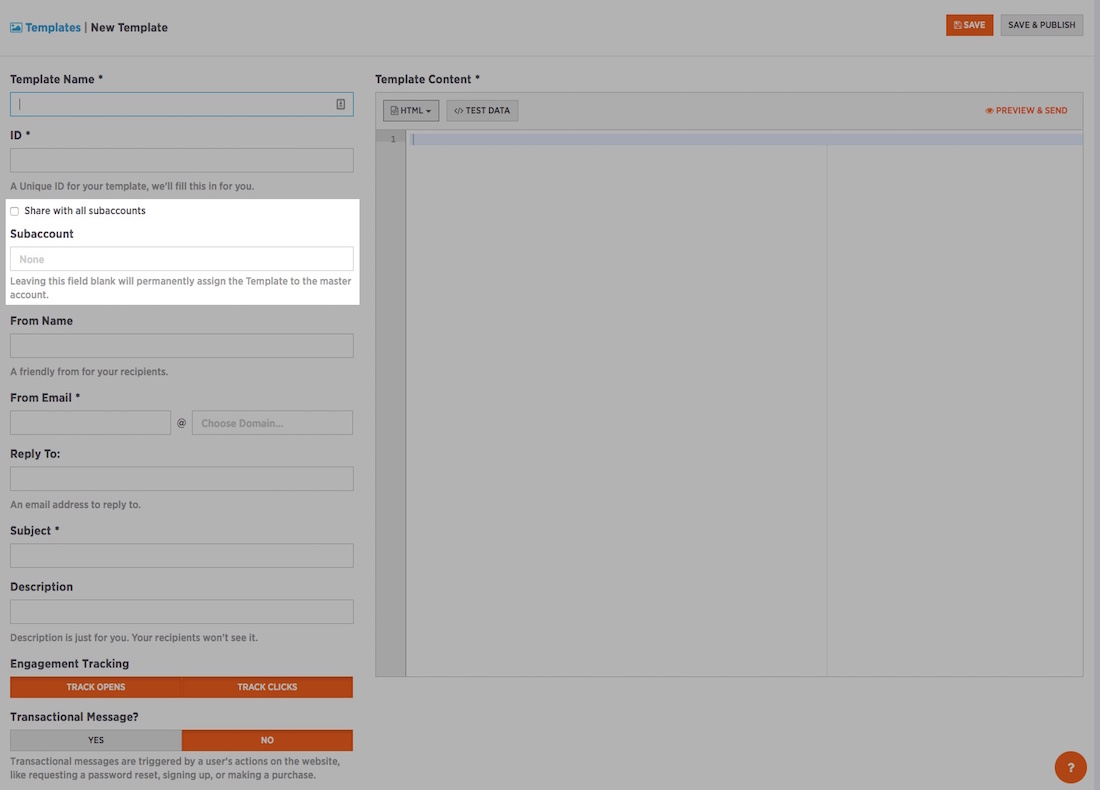 Templates | New Template
SAVE
SAVE & PUBLISH
Template Name *
ID *
A Unique ID for your template, we'll fill this in for you.
Share with all subaccounts
Subaccount
None
Leaving this field blank will permanently assign the Template to the master
account.
From Name
A friendly from for your recipients.
From Email *
@
Choose Domain...
Reply To:
An email address to reply to.
Subject *
Description
Description is just for you. Your recipients won't see it.
Engagement Tracking
TRACK OPENS
TRACK CLICKS
Transactional Message?
YES
NO
Transactional messages are triggered by a user's actions on the website,
like requesting a password reset, signing up, or making a purchase.
Template Content *
HTML
</> TEST DATA
PREVIEW & SEND
1
?